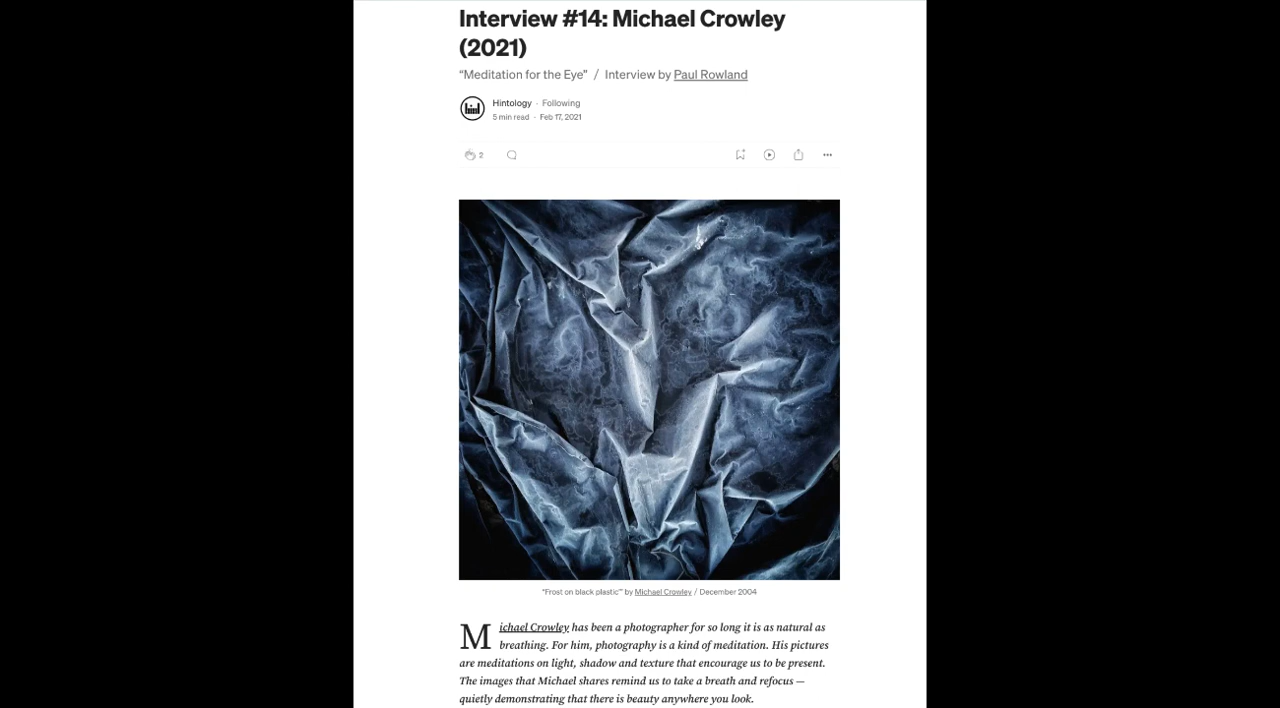 Interview #14: Michael Crowley
(2021)
“Meditation for the Eye” / Interview by Paul Rowland
hint
Hintology · Following
5 min read · Feb 17, 2021
2
“Frost on black plastic'” by Michael Crowley / December 2004
Michael Crowley has been a photographer for so long it is as natural as
breathing. For him, photography is a kind of meditation. His pictures
are meditations on light, shadow and texture that encourage us to be present.
The images that Michael shares remind us to take a breath and refocus —
quietly demonstrating that there is beauty anywhere you look.